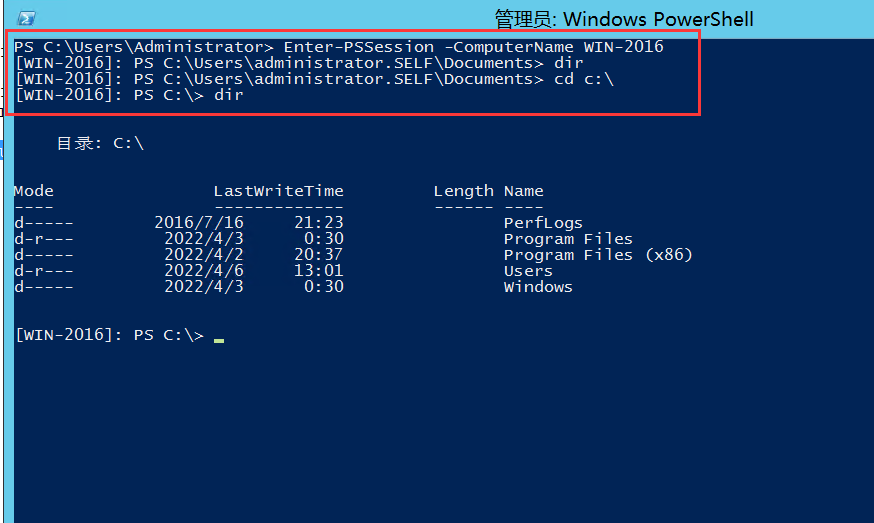 管理员: Windows PowerShell
PS C:\Users\Administrator> Enter-PSSession -ComputerName WIN-2016
[WIN-2016]: PS C:\Users\administrator.SELF\Documents> dir
[WIN-2016]: PS C:\Users\administrator.SELF\Documents> cd c:\
[WIN-2016]: PS C:\> dir
目录: C:\
Mode LastWriteTime Length Name
---- ------------- ------ ----
d----- 2016/7/16 21:23 PerfLogs
d-r--- 2022/4/3 0:30 Program Files
d----- 2022/4/2 20:37 Program Files (x86)
d-r--- 2022/4/6 13:01 Users
d----- 2022/4/3 0:30 Windows
[WIN-2016]: PS C:\>